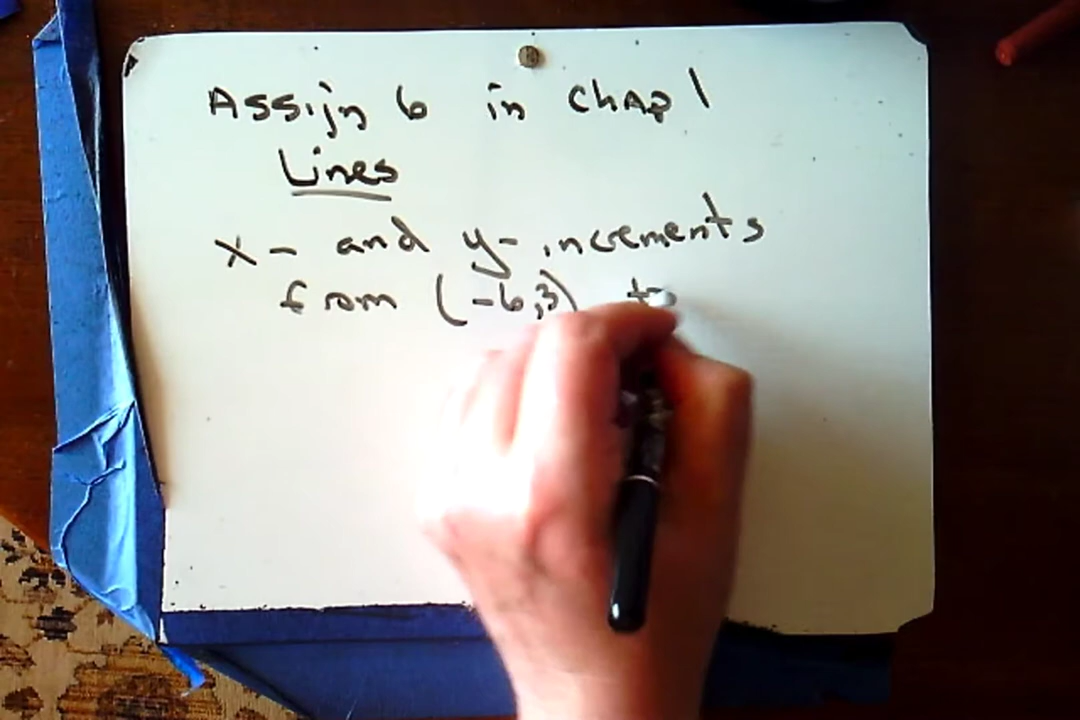 Assign 6 in Chap 1
Lines
x- and y- increments
from (-6,3) to